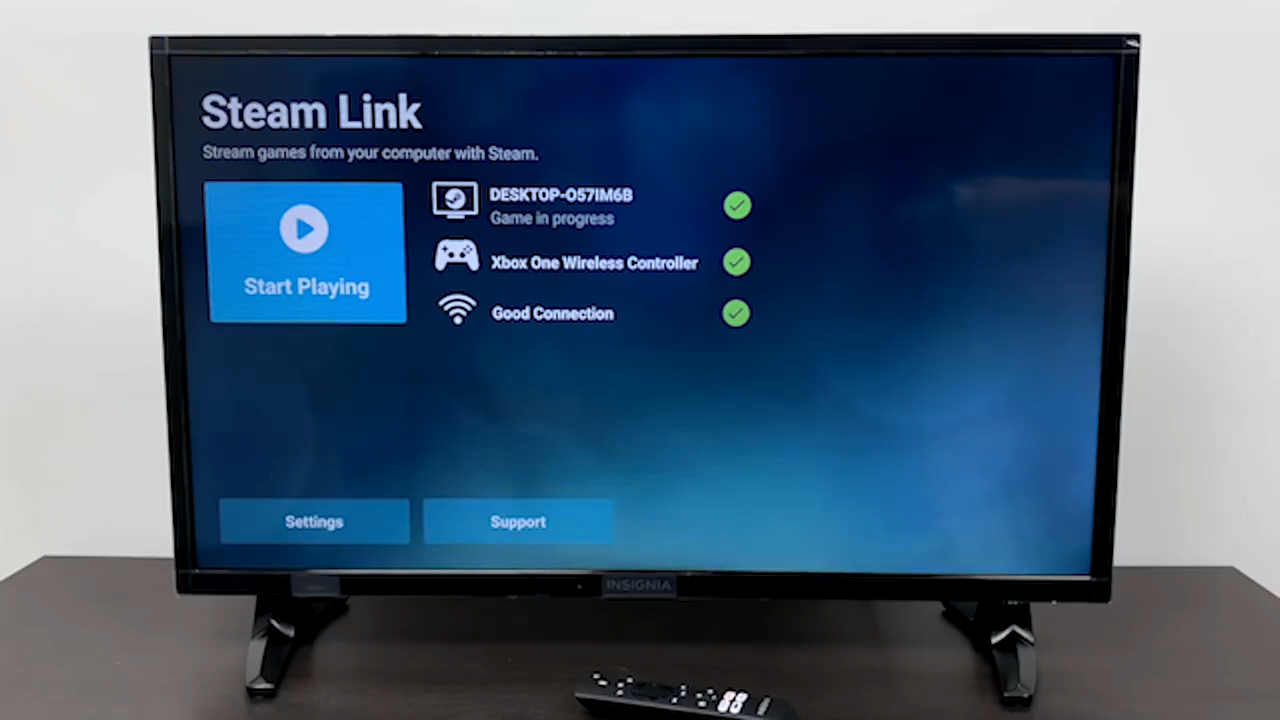 Steam Link
Stream games from your computer with Steam.
Start Playing
DESKTOP-O57IM6B
Game in progress
Xbox One Wireless Controller
Good Connection
Settings
Support
INSIGNIA